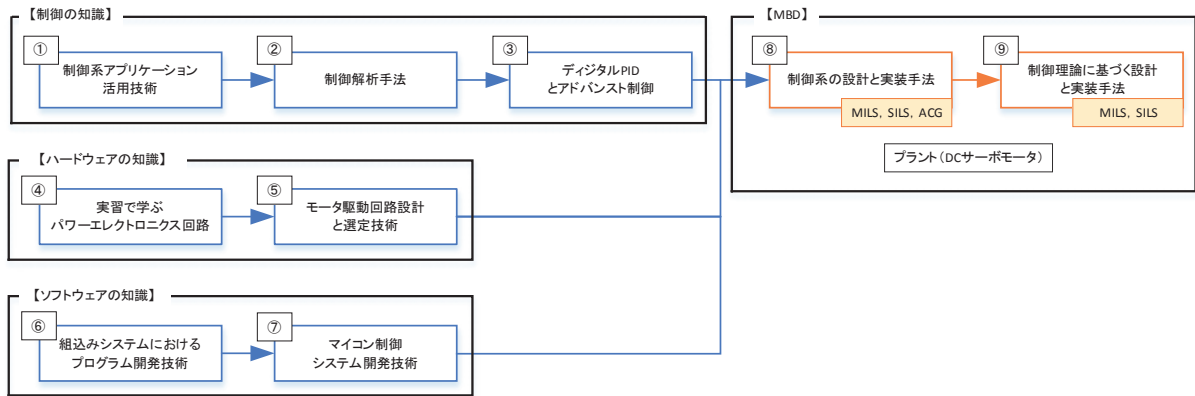 【制御の知識】
①
制御系アプリケーション
活用技術
②
制御解析手法
③
ディジタルPID
とアドバンスト制御
【ハードウェアの知識】
④
実習で学ぶ
パワーエレクトロニクス回路
⑤
モータ駆動回路設計
と選定技術
【ソフトウェアの知識】
⑥
組込みシステムにおける
プログラム開発技術
⑦
マイコン制御
システム開発技術
【MBD】
⑧
制御系の設計と実装手法
MILS，SILS，ACG
⑨
制御理論に基づく設計
と実装手法
MILS，SILS
プラント（DCサーボモータ）